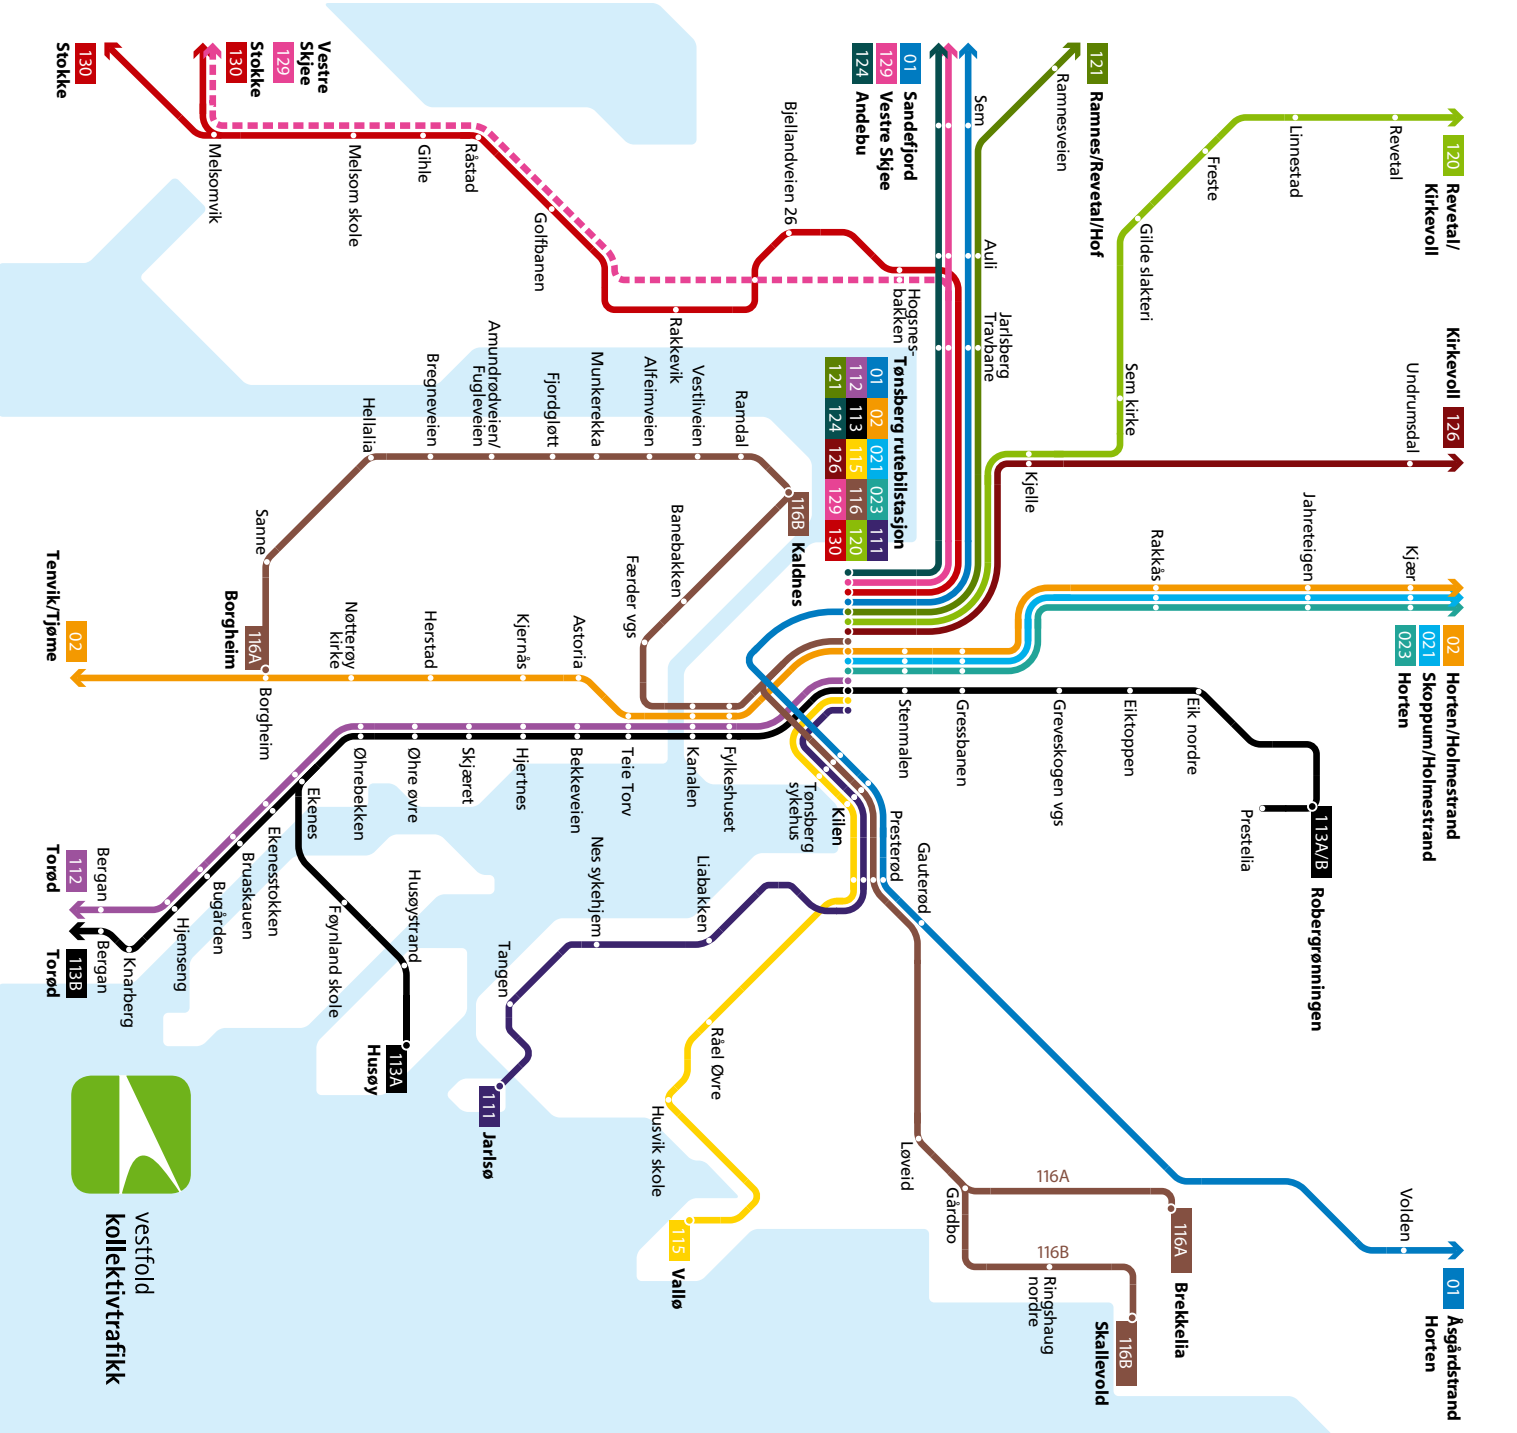 120
Revetal/
Kirkevoll
Revetal
Linnestad
Freste
Gilde slakteri
Sem kirke
Kirkevoll
126
Undrumsdal
Kjelle
121
Ramnes/Revetal/Hof
Ramnesveien
Sem
Auli
Jarlsberg
Travbane
01
Sandefjord
129
Vestre Skjee
124
Andebu
Vestre
Skjee
129
Stokke
130
130
Stokke
Melsomvik
Melsom skole
Gihle
Råstad
Golfbanen
Rakkevik
Bjellandveien 26
Hogsnes-
bakken
Tønsberg rutebilstasjon
01 02 021 023 111
112 113 115 116 120
121 124 126 129 130
Kjær
Jahreteigen
Rakkås
02
Horten/Holmestrand
021
Skoppum/Holmestrand
023
Horten
Stenmalen
Gressbanen
Greveskogen vgs
Eiktoppen
Eik nordre
Prestelia
113A/B
Robergrønningen
Ramdal
Vestliveien
Alfeimveien
Munkerekka
Fjordgløtt
Amundrødveien/
Fugleveien
Bregneveien
Hellalia
Sanne
Borgheim
116A
116B
Kaldnes
Banebakken
Færder vgs
Astoria
Kjernås
Herstad
Nøtterøy
kirke
Borgheim
Tenvik/Tjøme
02
Fylkeshuset
Kanalen
Teie Torv
Bekkeveien
Hjertnes
Skjæret
Øhre øvre
Øhrebekken
Ekenes
Ekenesstokken
Bruaskauen
Bugården
Hjemseng
Knarberg
Bergan
Bergan
112
Torød
113B
Torød
Føynland skole
Husøystrand
113A
Husøy
Tønsberg
sykehus
Kilen
Presterød
Gauterød
Liabakken
Nes sykehjem
Tangen
111
Jarlsø
Råel Øvre
Husvik skole
115
Vallø
Løveid
Gårdbo
116A
116B
Ringshaug
nordre
116A
Brekkelia
116B
Skallevold
Volden
01
Åsgårdstrand
Horten
vestfold
kollektivtrafikk